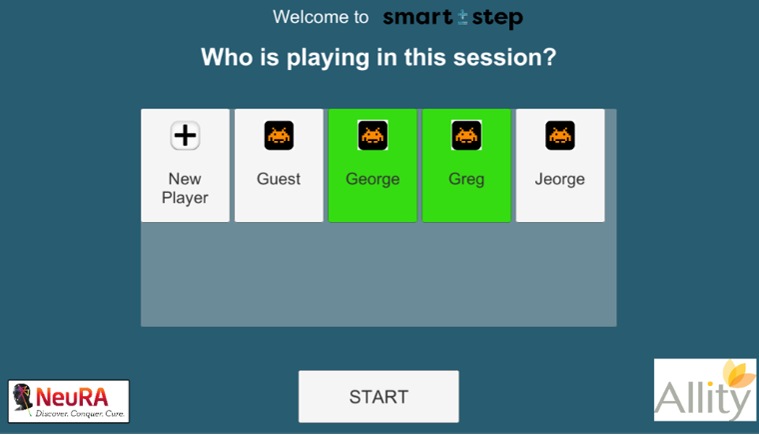 Welcome to smart±step
Who is playing in this session?
New
Player
Guest
George
Greg
Jeorge
START
NeuRA
Discover. Conquer. Cure.
Allity